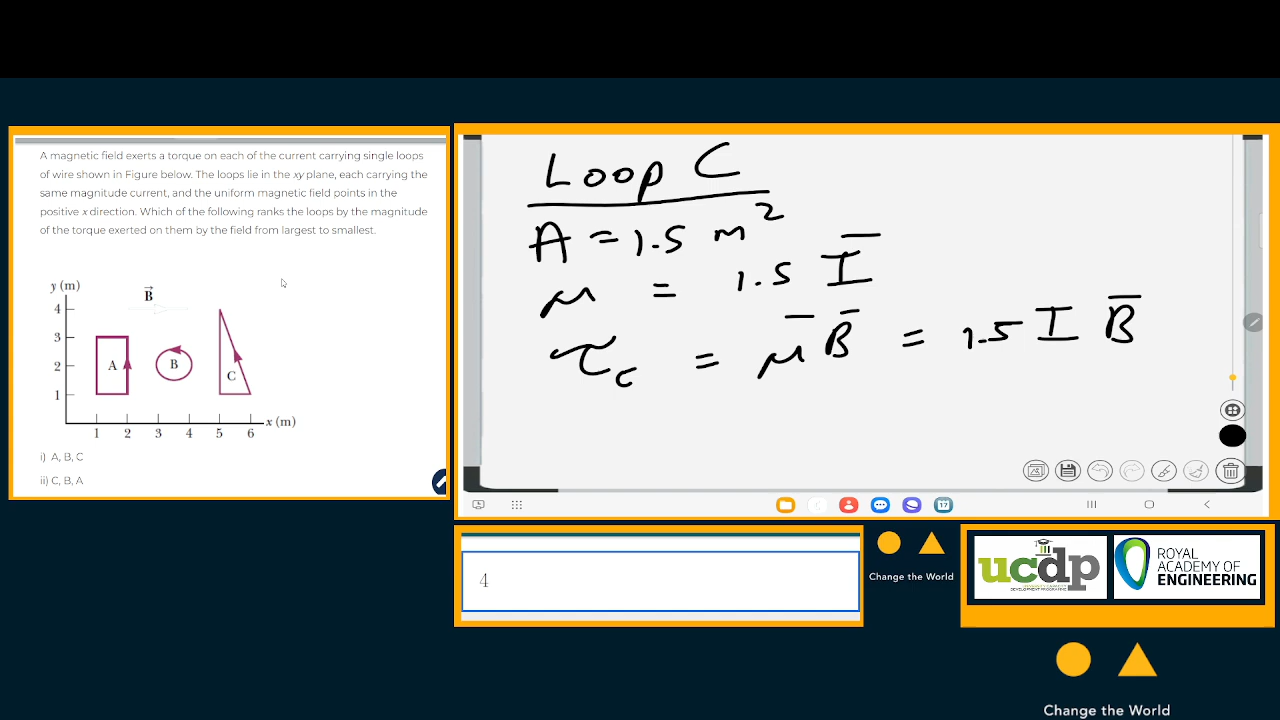 A magnetic field exerts a torque on each of the current carrying single loops
of wire shown in Figure below. The loops lie in the xy plane, each carrying the
same magnitude current, and the uniform magnetic field points in the
positive x direction. Which of the following ranks the loops by the magnitude
of the torque exerted on them by the field from largest to smallest.
y (m)
B⃗
4
3
2
1
A
B
C
x (m)
1 2 3 4 5 6
i) A, B, C
ii) C, B, A
Loop C
A = 1.5 m²
μ = 1.5 I̅
τc = μ̅ B̅ = 1.5 I B̅
17
4
Change the World
ucdp
UNIVERSITY CAPACITY DEVELOPMENT PROGRAMME
ROYAL
ACADEMY OF
ENGINEERING
Change the World